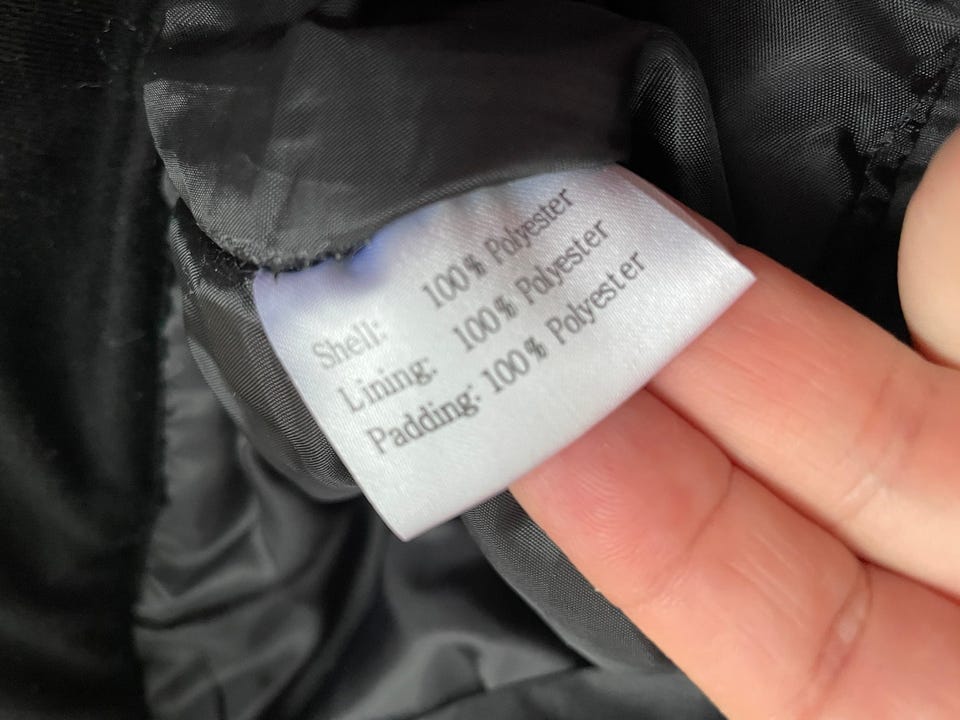 Shell: 100% Polyester
Lining: 100% Polyester
Padding: 100% Polyester